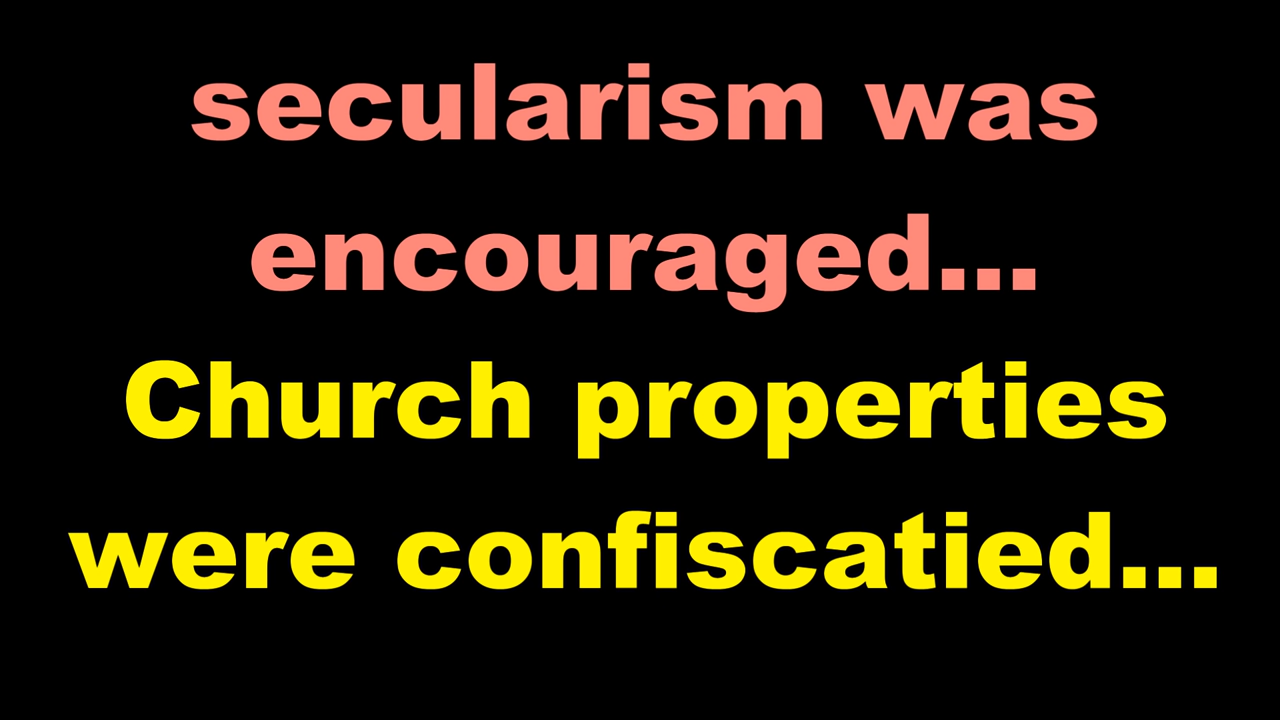 secularism was
encouraged...
Church properties
were confiscatied...